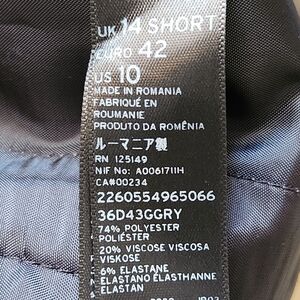 UK 14 SHORT
EURO 42
US 10
MADE IN ROMANIA
FABRIQUÉ EN
ROUMANIE
PRODUTO DA ROMÊNIA
ルーマニア製
RN 125149
NIF No: A0061711H
CA#00234
2260554965066
36D43GGRY
74% POLYESTER
POLIÉSTER
20% VISCOSE VISCOSA
VISKOSE
6% ELASTANE
ELASTANO ÉLASTHANNE
ELASTAN